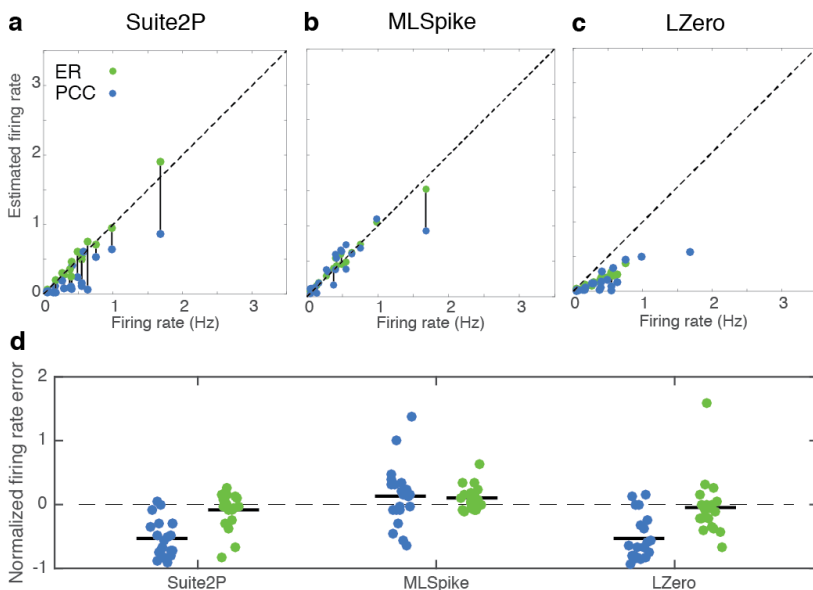 a Suite2P
b MLSpike
c LZero
Estimated firing rate
3
2
1
0
ER
PCC
0 1 2 3
Firing rate (Hz)
0 1 2 3
Firing rate (Hz)
0 1 2 3
Firing rate (Hz)
d
Normalized firing rate error
2
1
0
-1
Suite2P MLSpike LZero